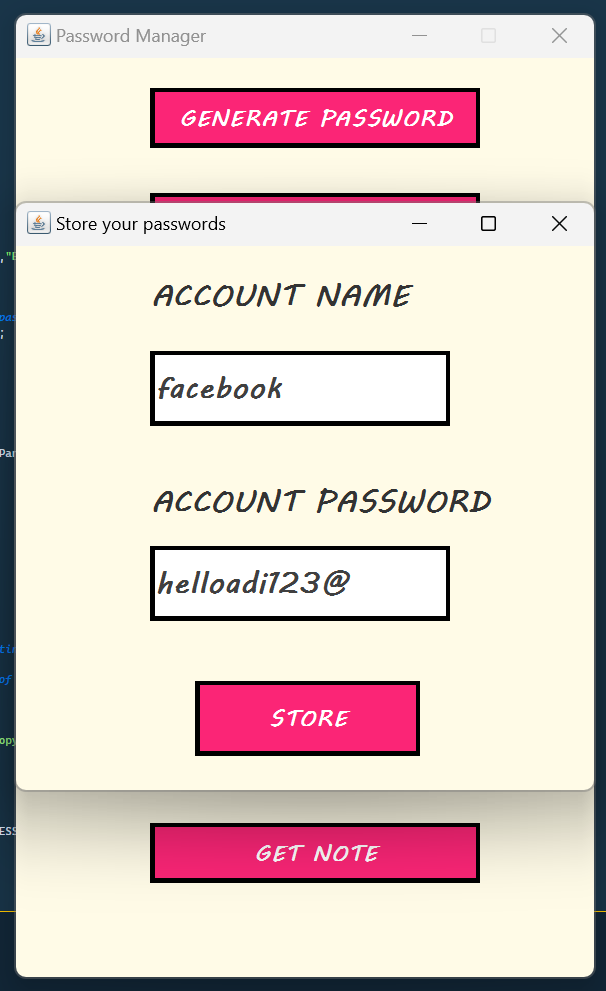 Password Manager
GENERATE PASSWORD
Store your passwords
ACCOUNT NAME
facebook
ACCOUNT PASSWORD
helloadi123@
STORE
GET NOTE